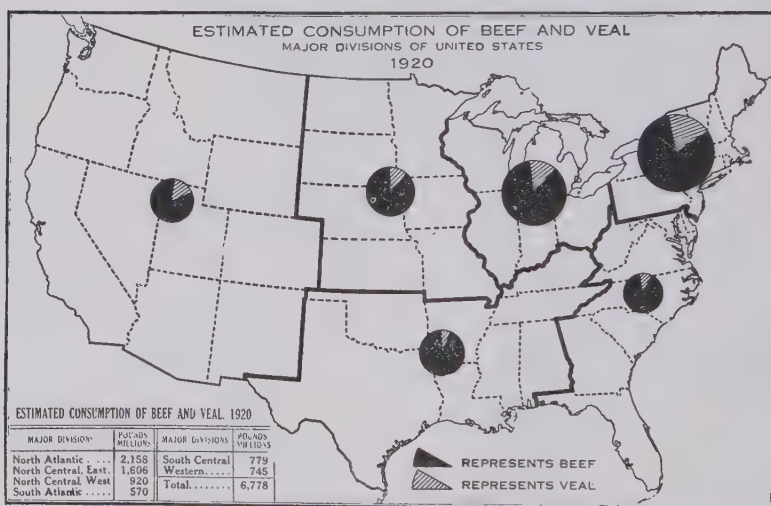 ESTIMATED CONSUMPTION OF BEEF AND VEAL
MAJOR DIVISIONS OF UNITED STATES
1920
ESTIMATED CONSUMPTION OF BEEF AND VEAL, 1920
MAJOR DIVISIONS POUNDS MILLIONS MAJOR DIVISIONS POUNDS MILLIONS
North Atlantic .... 2,158 South Central 779
North Central, East. 1,606 Western..... 745
North Central, West 920 Total........ 6,778
South Atlantic ..... 570
REPRESENTS BEEF
REPRESENTS VEAL